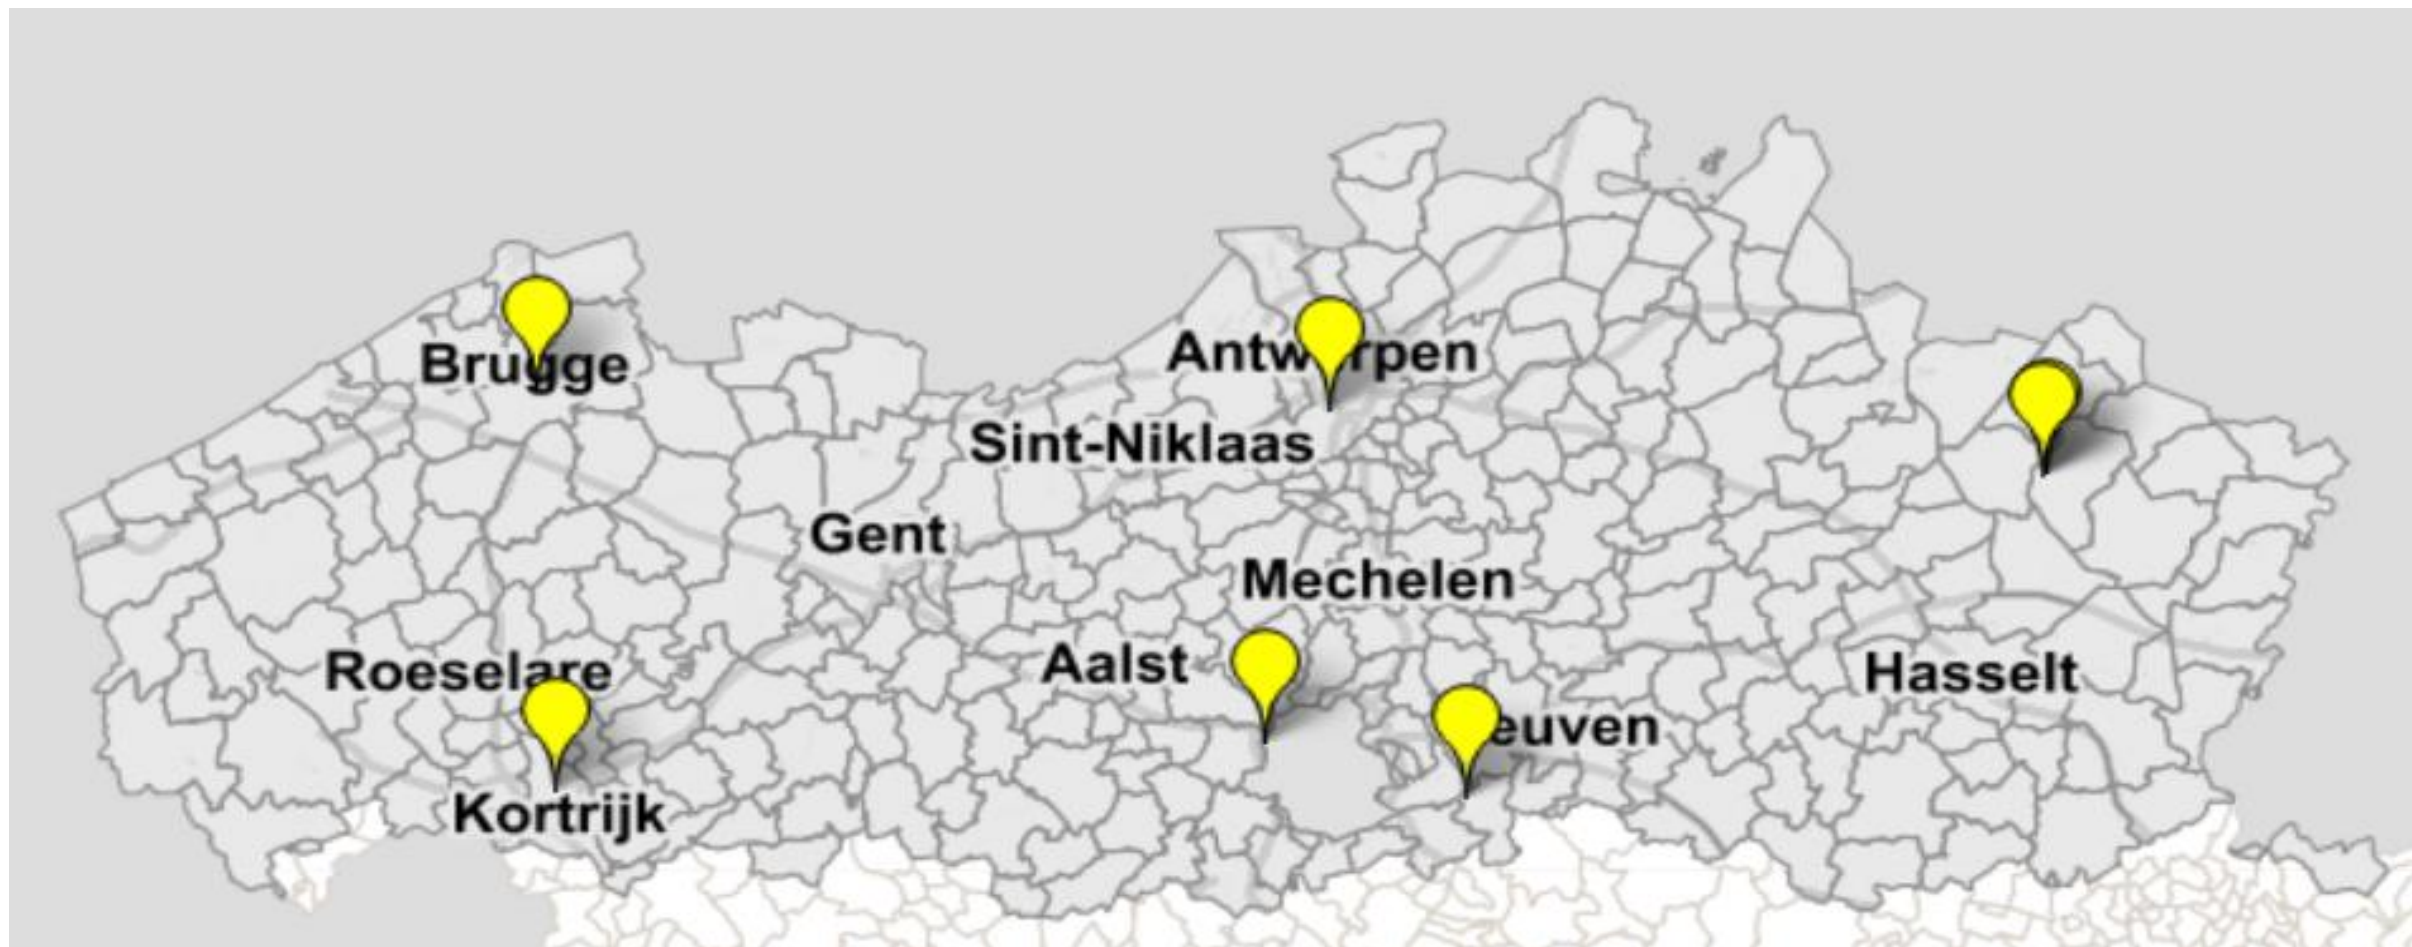 Brugge
Antwerpen
Sint-Niklaas
Gent
Mechelen
Aalst
Roeselare
Hasselt
Leuven
Kortrijk